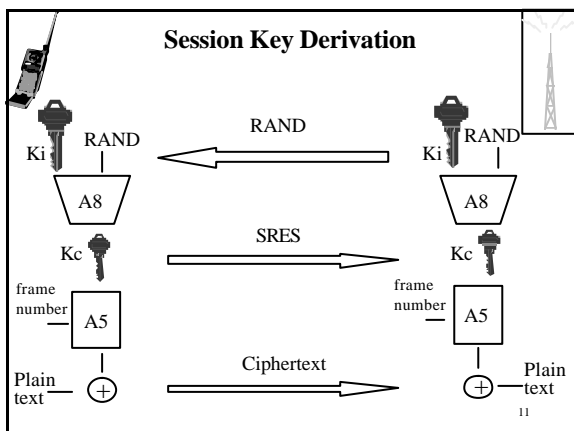 Session Key Derivation
RAND
RAND
RAND
Ki
Ki
A8
A8
SRES
Kc
Kc
frame
number
A5
frame
number
A5
Ciphertext
Plain
text
+
+
Plain
text
11